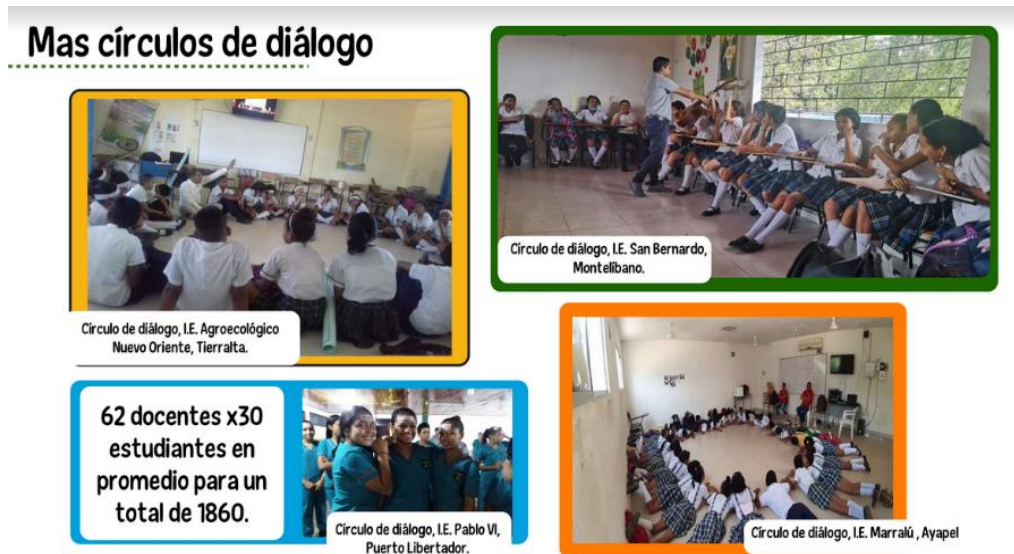 Mas círculos de diálogo
Círculo de diálogo, I.E. Agroecológico
Nuevo Oriente, Tierralta.
Círculo de diálogo, I.E. San Bernardo,
Montelíbano.
62 docentes x30
estudiantes en
promedio para un
total de 1860.
Círculo de diálogo, I.E. Pablo VI,
Puerto Libertador.
Círculo de diálogo, I.E. Marralú , Ayapel